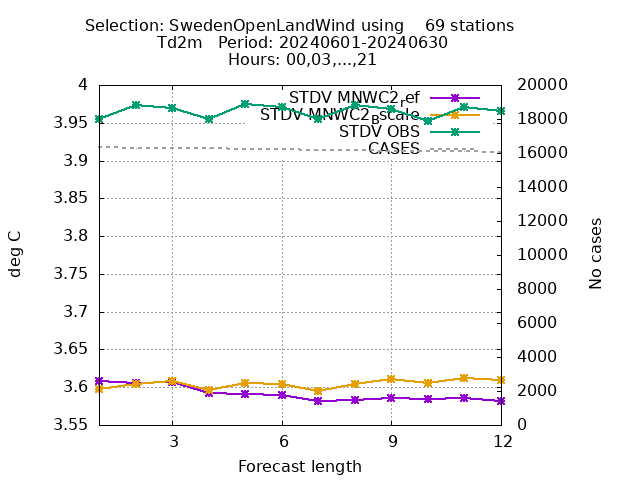 Selection: SwedenOpenLandWind using    69 stations
Td2m   Period: 20240601-20240630
Hours: 00,03,...,21
4
3.95
3.9
3.85
3.8
3.75
3.7
3.65
3.6
3.55
deg C
STDV MNWC2_ref
STDV MNWC2_Bscale
STDV OBS
CASES
20000
18000
16000
14000
12000
10000
8000
6000
4000
2000
0
No cases
3
6
9
12
Forecast length